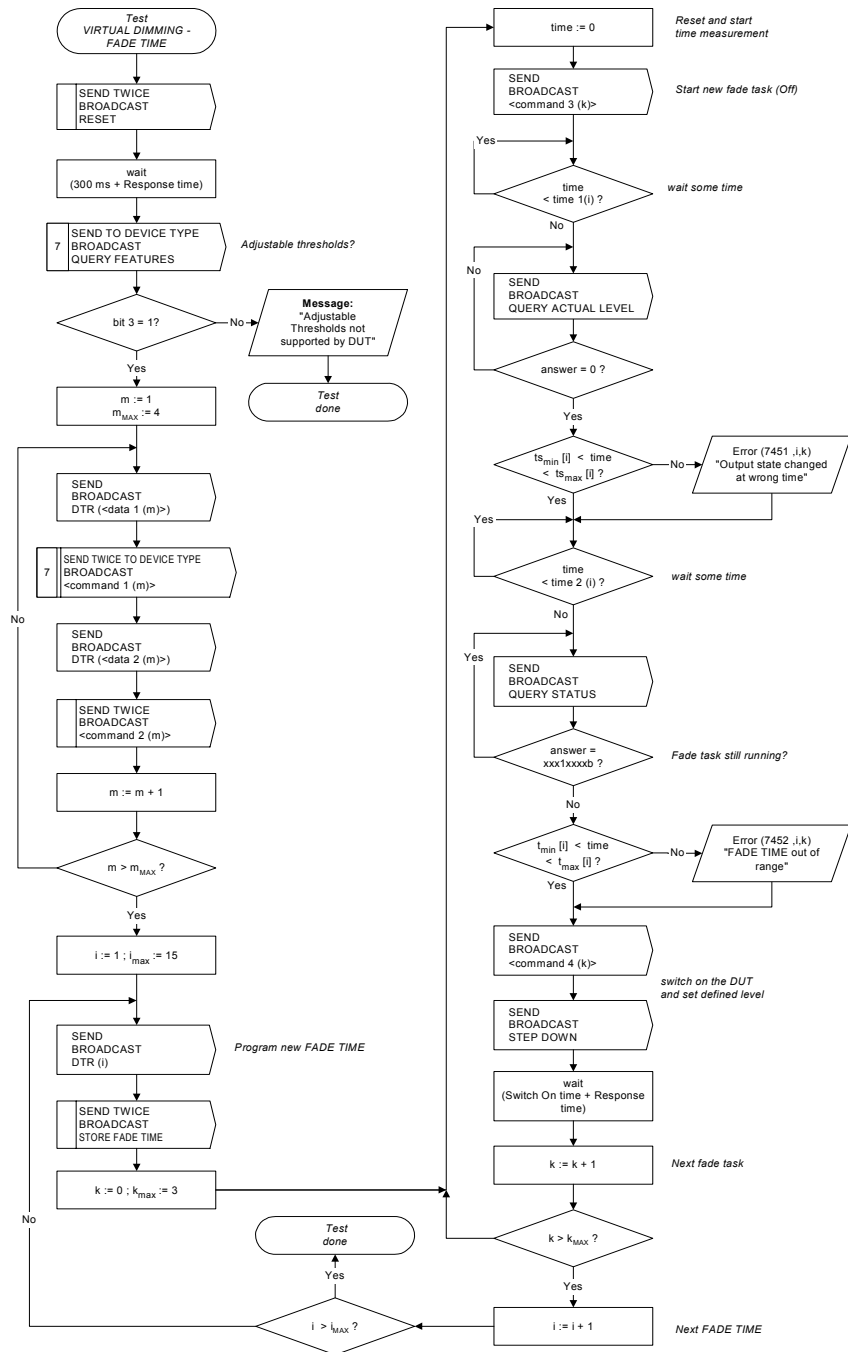 Test
VIRTUAL DIMMING -
FADE TIME
SEND TWICE
BROADCAST
RESET
wait
(300 ms + Response time)
7
SEND TO DEVICE TYPE
BROADCAST
QUERY FEATURES
Adjustable thresholds?
bit 3 = 1?
No
Message:
"Adjustable
Thresholds not
supported by DUT"
Test
done
Yes
m := 1
mMAX := 4
SEND
BROADCAST
DTR (<data 1 (m)>)
7
SEND TWICE TO DEVICE TYPE
BROADCAST
<command 1 (m)>
No
SEND
BROADCAST
DTR (<data 2 (m)>)
SEND TWICE
BROADCAST
<command 2 (m)>
m := m + 1
m > mMAX ?
Yes
i := 1 ; imax := 15
SEND
BROADCAST
DTR (i)
Program new FADE TIME
SEND TWICE
BROADCAST
STORE FADE TIME
k := 0 ; kmax := 3
No
Test
done
Yes
i > iMAX ?
time := 0
Reset and start
time measurement
SEND
BROADCAST
<command 3 (k)>
Start new fade task (Off)
Yes
time
< time 1(i) ?
wait some time
No
No
SEND
BROADCAST
QUERY ACTUAL LEVEL
answer = 0 ?
Yes
tsmin [i] < time
< tsmax [i] ?
No
Error (7451 ,i,k)
"Output state changed
at wrong time"
Yes
Yes
time
< time 2 (i) ?
wait some time
No
Yes
SEND
BROADCAST
QUERY STATUS
answer =
xxx1xxxxb ?
Fade task still running?
No
tmin [i] < time
< tmax [i] ?
No
Error (7452 ,i,k)
"FADE TIME out of
range"
Yes
SEND
BROADCAST
<command 4 (k)>
switch on the DUT
and set defined level
SEND
BROADCAST
STEP DOWN
wait
(Switch On time + Response
time)
k := k + 1
Next fade task
k > kMAX ?
Yes
i := i + 1
Next FADE TIME